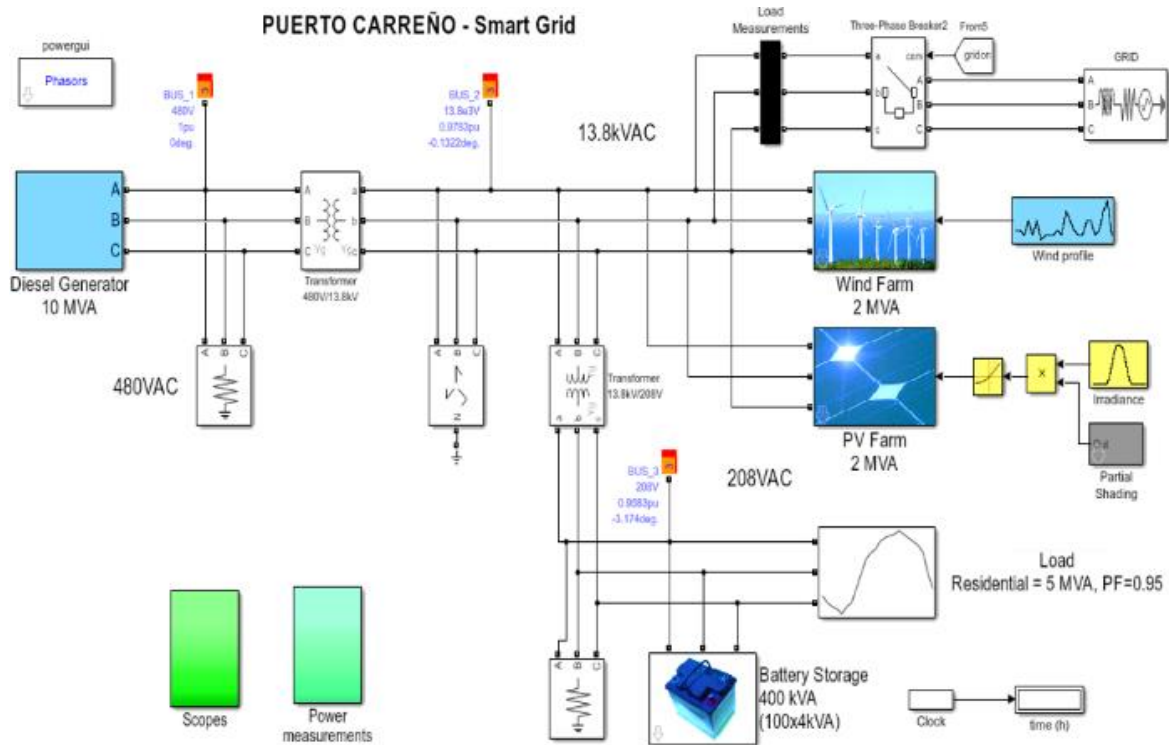 PUERTO CARREÑO - Smart Grid
powergui
Phasors
BUS_1
480V
1pu
0deg.
BUS_2
13.8e3V
0.9783pu
-0.1322deg.
13.8kVAC
Load
Measurements
Three-Phase Breaker2
From5
gridon
com
a
b
c
A
B
C
GRID
A
B
C
A
B
C
Diesel Generator
10 MVA
A
B
C
a
b
c
Yg
Transformer
480V/13.8kV
Wind Farm
2 MVA
Wind profile
480VAC
A
B
C
A
B
C
N
A
B
C
a
b
c
Transformer
13.8kV/208V
PV Farm
2 MVA
X
Irradiance
Out
Partial
Shading
BUS_3
208V
0.9583pu
-3.174deg.
208VAC
Load
Residential = 5 MVA, PF=0.95
A
B
C
Battery Storage
400 kVA
(100x4kVA)
Scopes
Power
measurements
Clock
time (h)